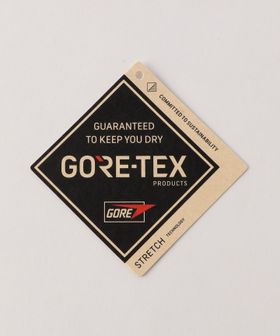 GUARANTEED
TO KEEP YOU DRY
GORE-TEX
PRODUCTS
GORE
COMMITTED TO SUSTAINABILITY
STRETCH TECHNOLOGY